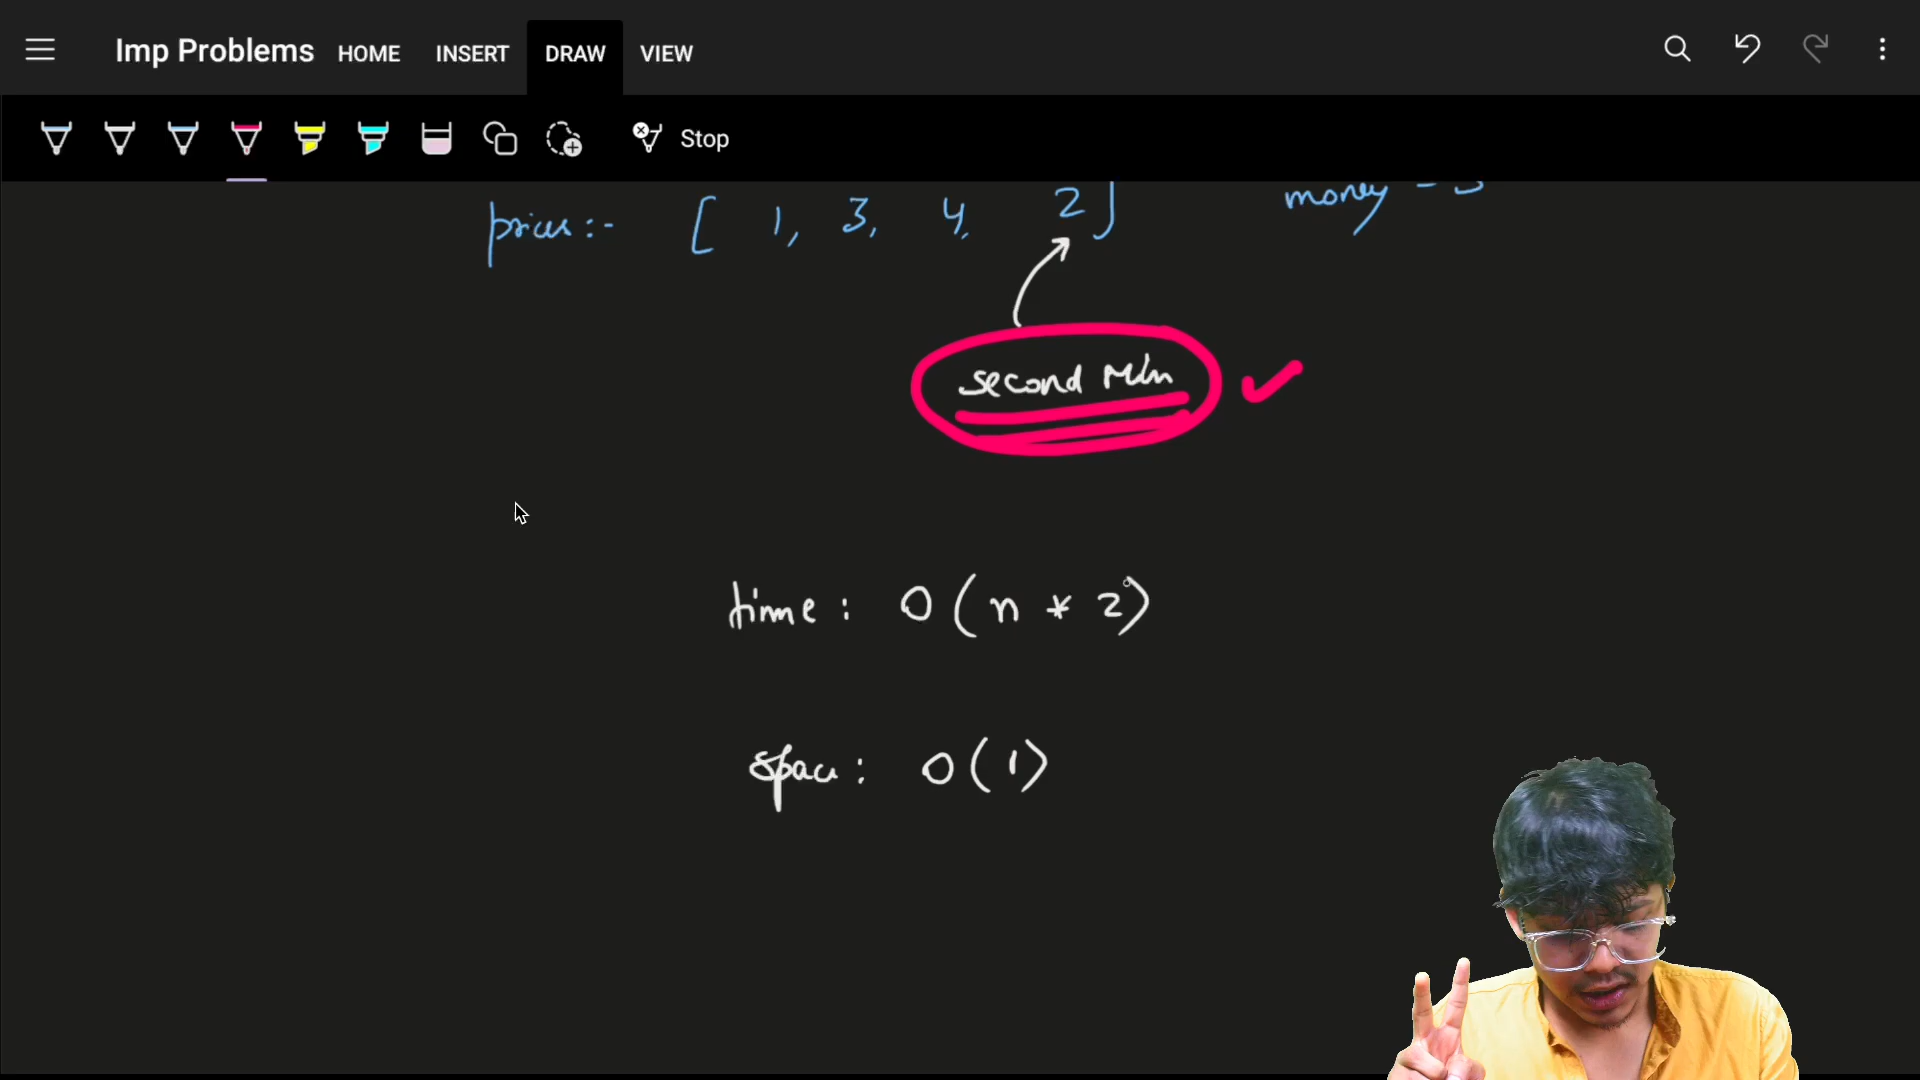 Imp Problems HOME INSERT DRAW VIEW
Stop
prices:- [ 1, 3, 4, 2]
money
second Min
time : O(n * 2)
space : O(1)